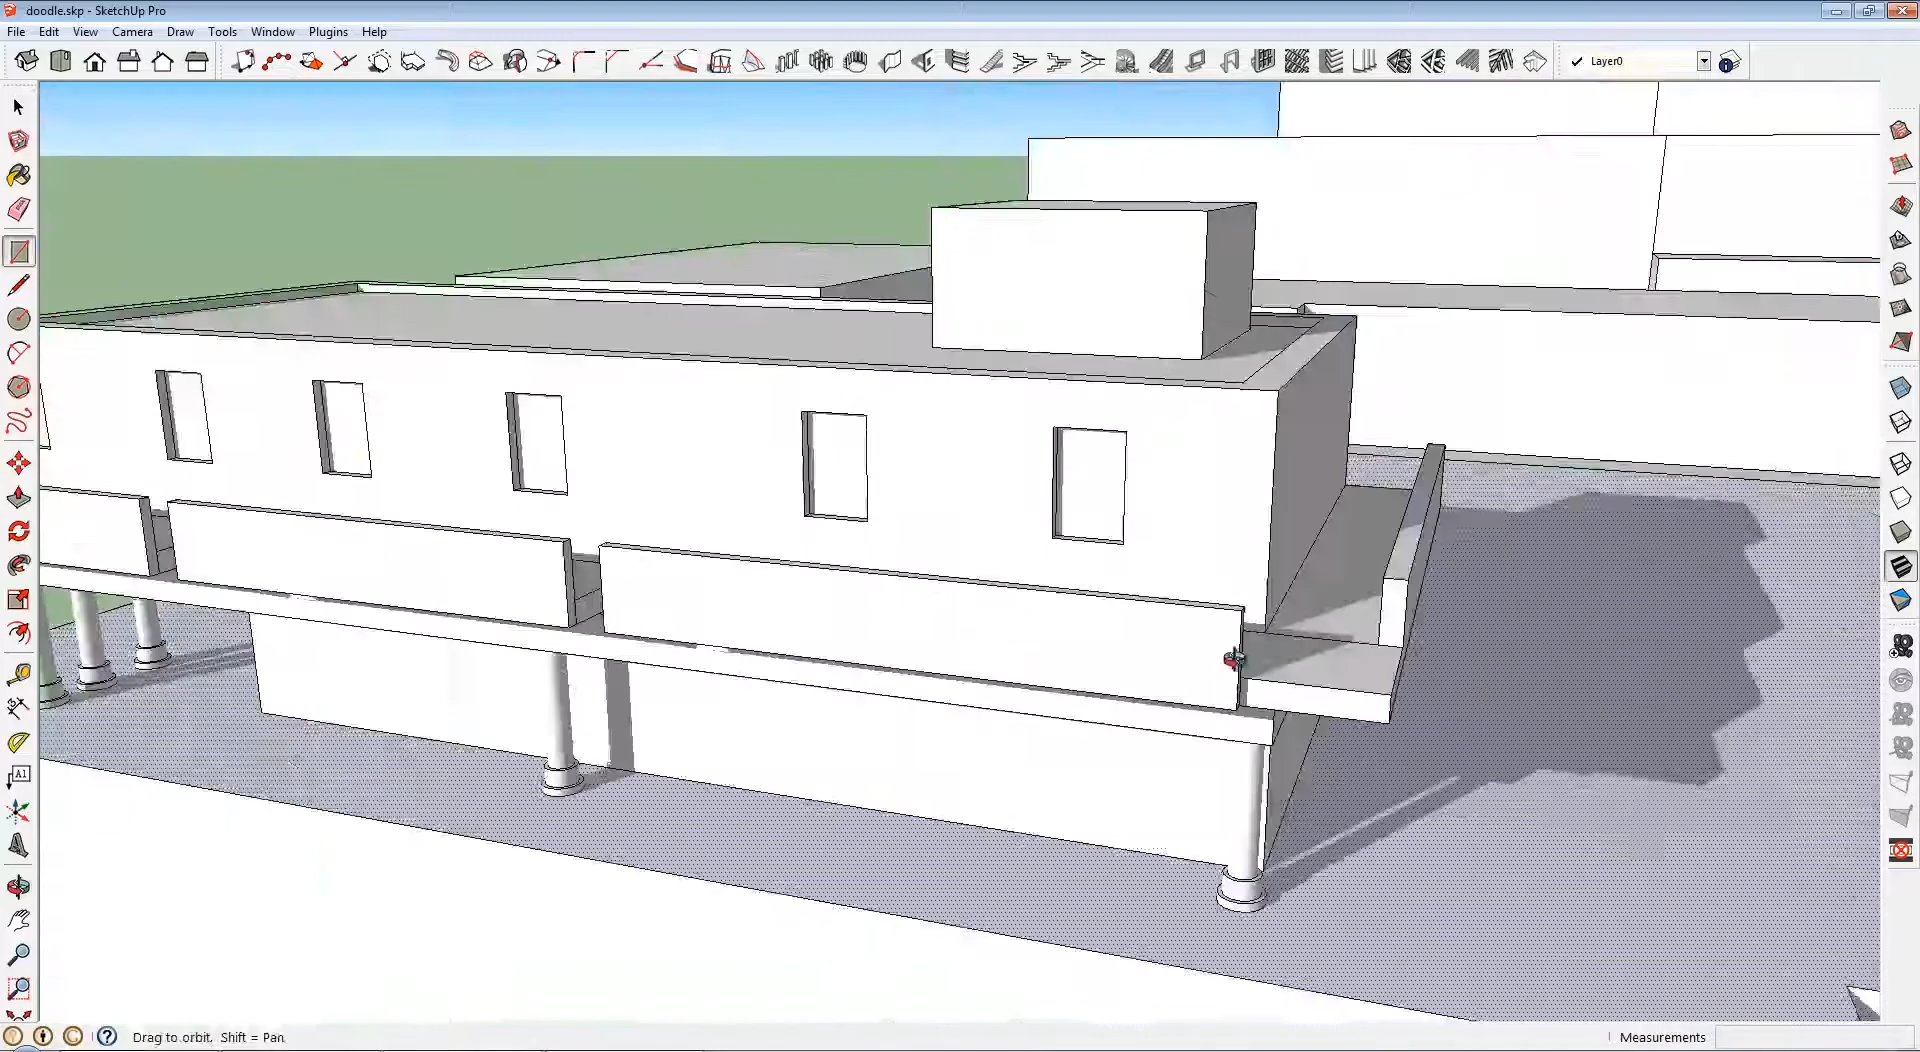 doodle.skp - SketchUp Pro
File Edit View Camera Draw Tools Window Plugins Help
Layer0
A1
Drag to orbit. Shift = Pan
Measurements